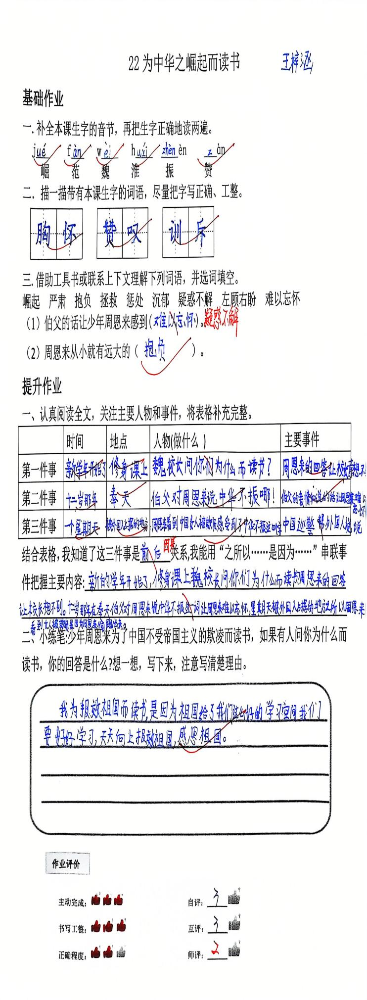 22 为中华之崛起而读书 王梓涵
基础作业
一. 补全本课生字的音节，再把生字正确地读两遍。
jué fàn wèi huái zhèn èn zàn
崛 范 魏 淮 振 赞
二. 描一描带有本课生字的词语，尽量把字写正确、工整。
胸怀 赞叹 训斥
三. 借助工具书或联系上下文理解下列词语，并选词填空。
崛起 严肃 抱负 拯救 惩处 沉郁 疑惑不解 左顾右盼 难以忘怀
（1）伯父的话让少年周恩来感到(难以忘怀)。疑惑不解
（2）周恩来从小就有远大的（ 抱负 ）。
提升作业
一、认真阅读全文，关注主要人物和事件，将表格补充完整。
时间 地点 人物(做什么 ) 主要事件
第一件事 新学年开始了 修身课上 魏校长问你们为什么而读书？ 周恩来的回答让校长想不
第二件事 十二岁那年 奉天 伯父对周恩来说中华不振哪！ 伯父的表情和说的话让周恩来难以忘怀
第三件事 一个星期天 被外国人占据的地方 周恩来看到中国女人被欺负感受到了中华不振这四个字 中国巡警帮外国人说说
结合表格，我知道了这三件事是前后 因果 关系,我能用“之所以……是因为……”串联事
件把握主要内容: 新的学年开始了,修身课上魏校长问你们为什么而读书周恩来的回答
让校长想不到。十二岁那年在奉天伯父对周恩来说中华不振这一词让周恩来难以忘怀,星期天被外国人占据的地方之所以周恩来
看到女人被欺负是因为周恩来偷跑出来。
二、小练笔:少年周恩来为了中国不受帝国主义的欺凌而读书，如果有人问你为什么而
读书，你的回答是什么?想一想，写下来，注意写清楚理由。
我为报效祖国而读书,是因为祖国给了我们这么好的学习空间我们
要好好学习,天天向上报效祖国,感恩祖国。
作业评价
主动完成: 自评: 3
书写工整: 互评: 3
正确程度: 师评: 2